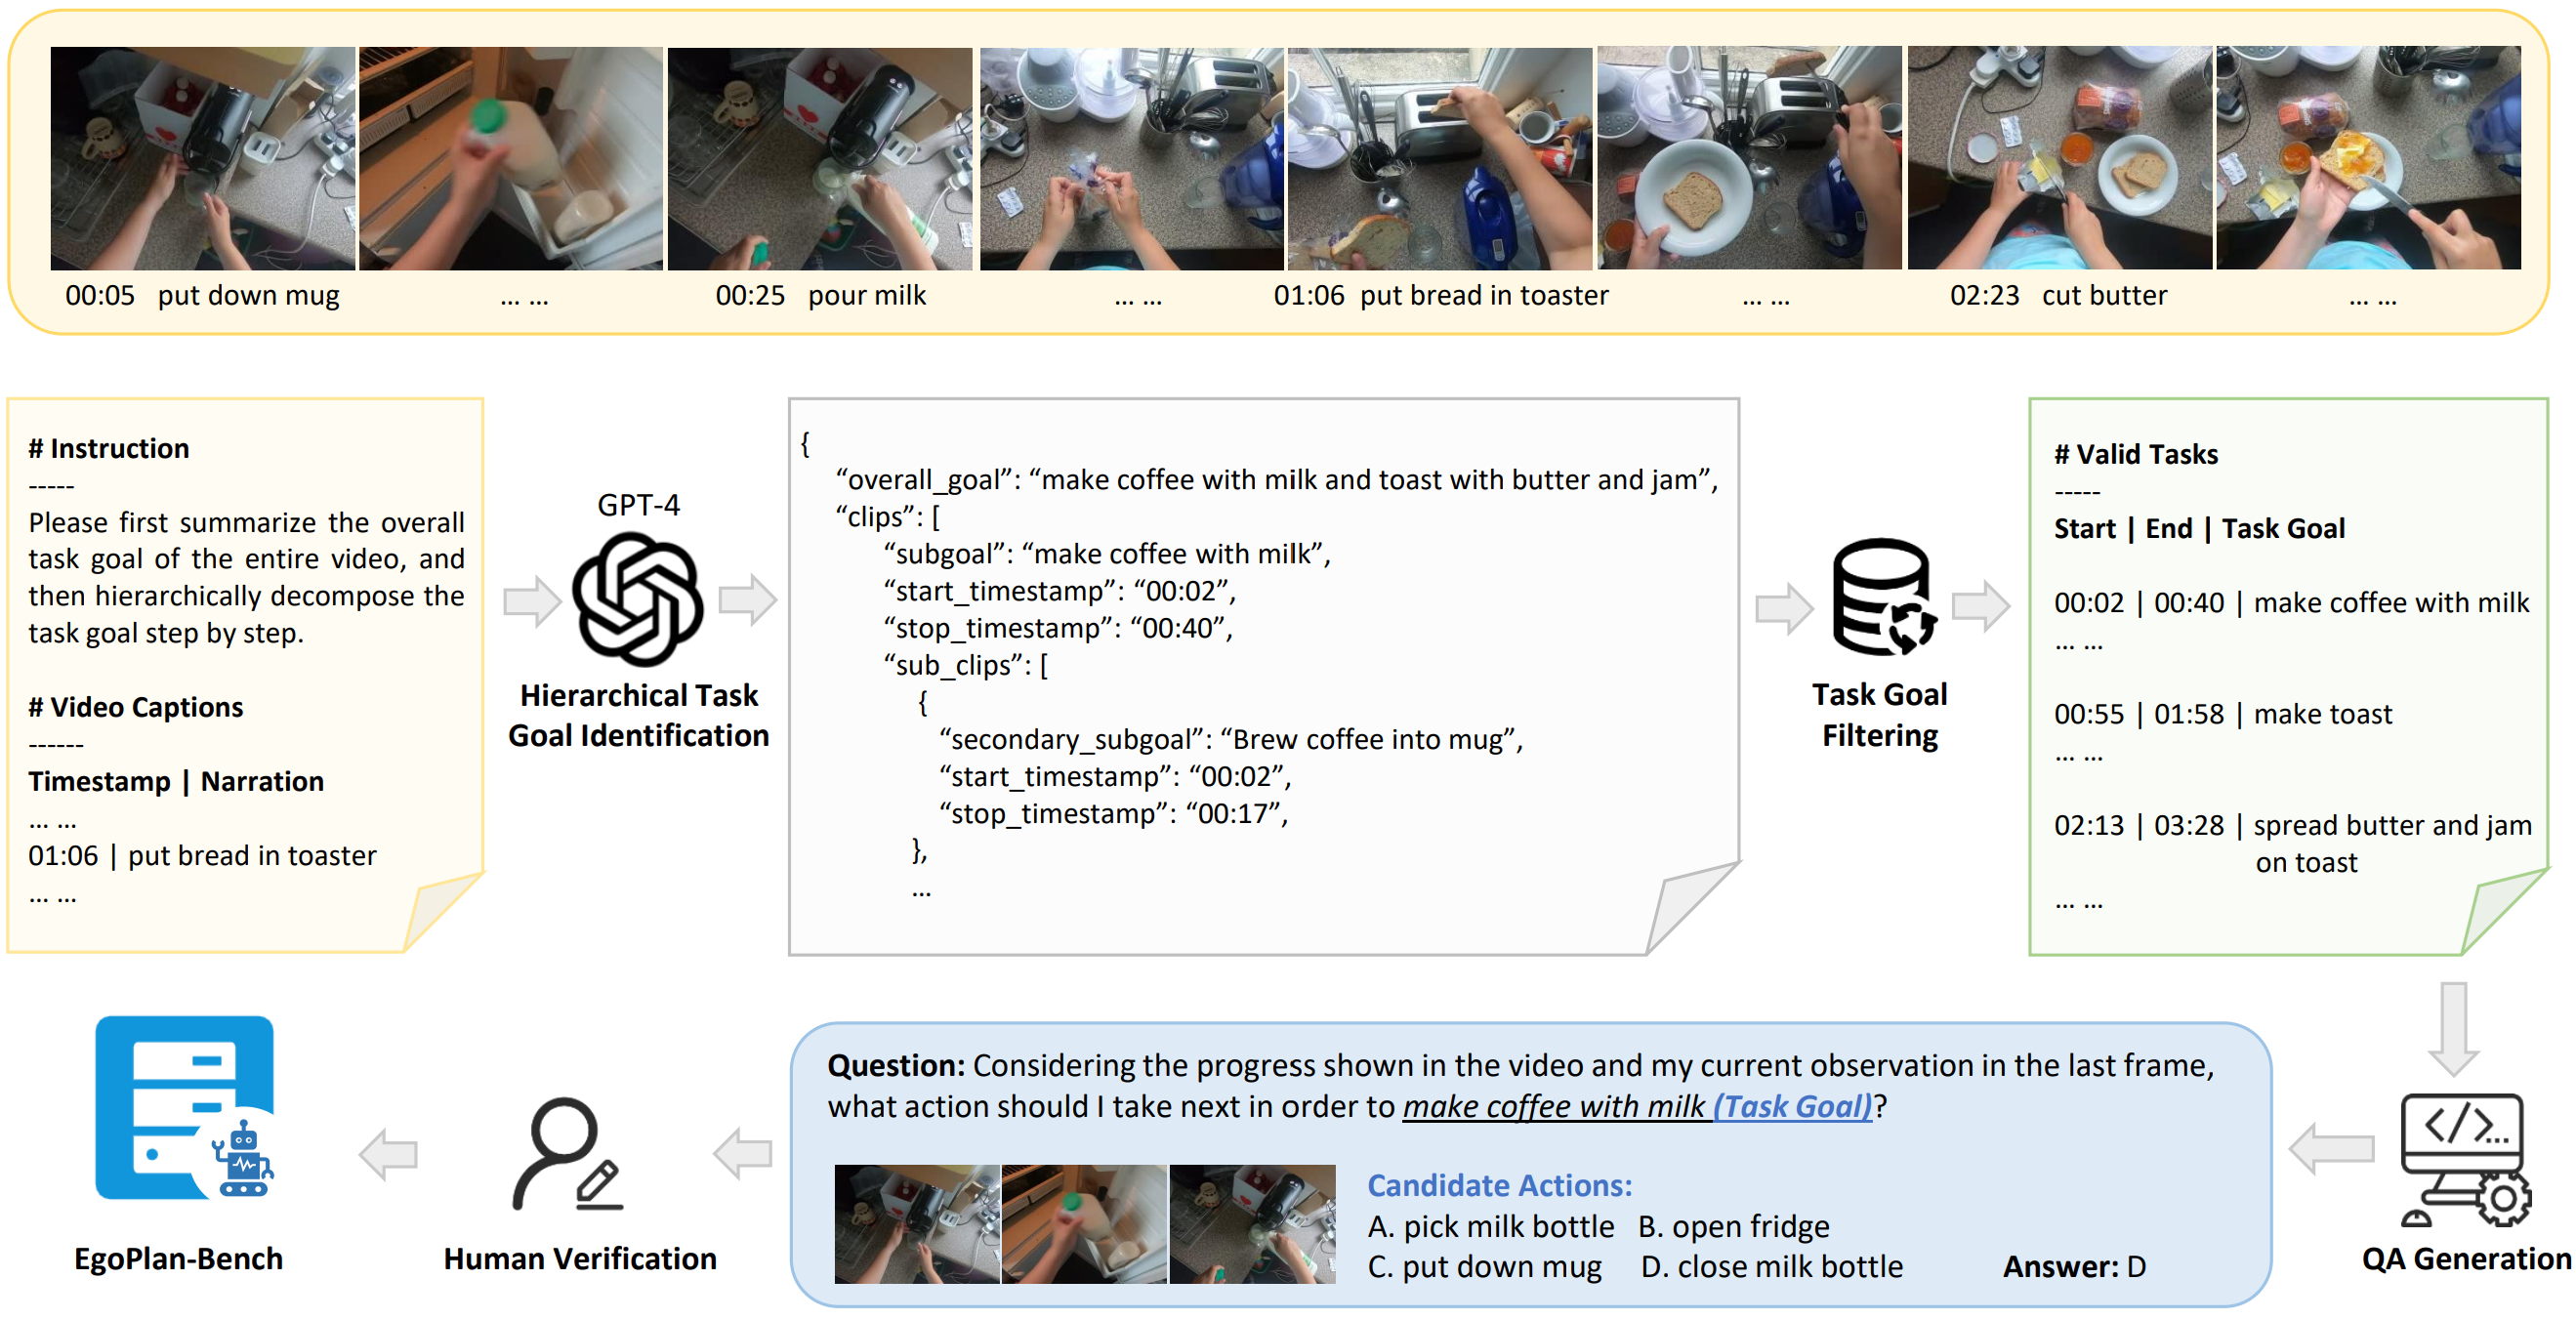 00:05 put down mug
... ...
00:25 pour milk
... ...
01:06 put bread in toaster
... ...
02:23 cut butter
... ...
# Instruction
-----
Please first summarize the overall
task goal of the entire video, and
then hierarchically decompose the
task goal step by step.
# Video Captions
------
Timestamp | Narration
... ...
01:06 | put bread in toaster
... ...
GPT-4
Hierarchical Task
Goal Identification
{
“overall_goal”: “make coffee with milk and toast with butter and jam”,
“clips”: [
“subgoal”: “make coffee with milk”,
“start_timestamp”: “00:02”,
“stop_timestamp”: “00:40”,
“sub_clips”: [
{
“secondary_subgoal”: “Brew coffee into mug”,
“start_timestamp”: “00:02”,
“stop_timestamp”: “00:17”,
},
...
Task Goal
Filtering
# Valid Tasks
-----
Start | End | Task Goal
00:02 | 00:40 | make coffee with milk
... ...
00:55 | 01:58 | make toast
... ...
02:13 | 03:28 | spread butter and jam
on toast
... ...
QA Generation
Question: Considering the progress shown in the video and my current observation in the last frame,
what action should I take next in order to make coffee with milk (Task Goal)?
Candidate Actions:
A. pick milk bottle B. open fridge
C. put down mug D. close milk bottle
Answer: D
Human Verification
EgoPlan-Bench